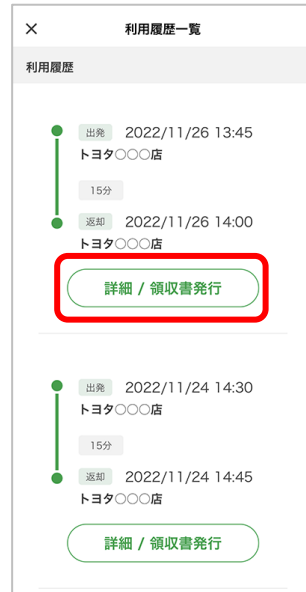 × 利用履歴一覧
利用履歴
出発 2022/11/26 13:45
トヨタ○○○店
15分
返却 2022/11/26 14:00
トヨタ○○○店
詳細 / 領収書発行
出発 2022/11/24 14:30
トヨタ○○○店
15分
返却 2022/11/24 14:45
トヨタ○○○店
詳細 / 領収書発行